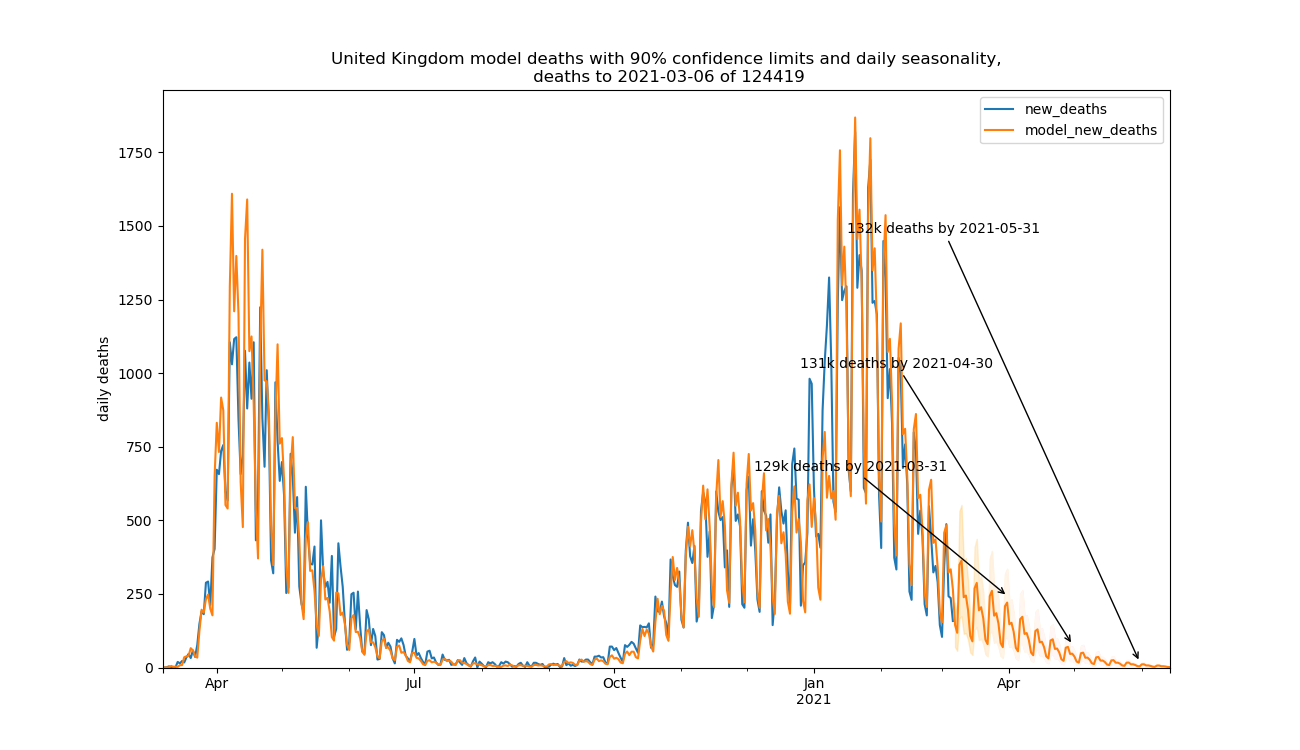 United Kingdom model deaths with 90% confidence limits and daily seasonality,
deaths to 2021-03-06 of 124419
new_deaths
model_new_deaths
daily deaths
1750
1500
1250
1000
750
500
250
0
132k deaths by 2021-05-31
131k deaths by 2021-04-30
129k deaths by 2021-03-31
Apr
Jul
Oct
Jan
2021
Apr